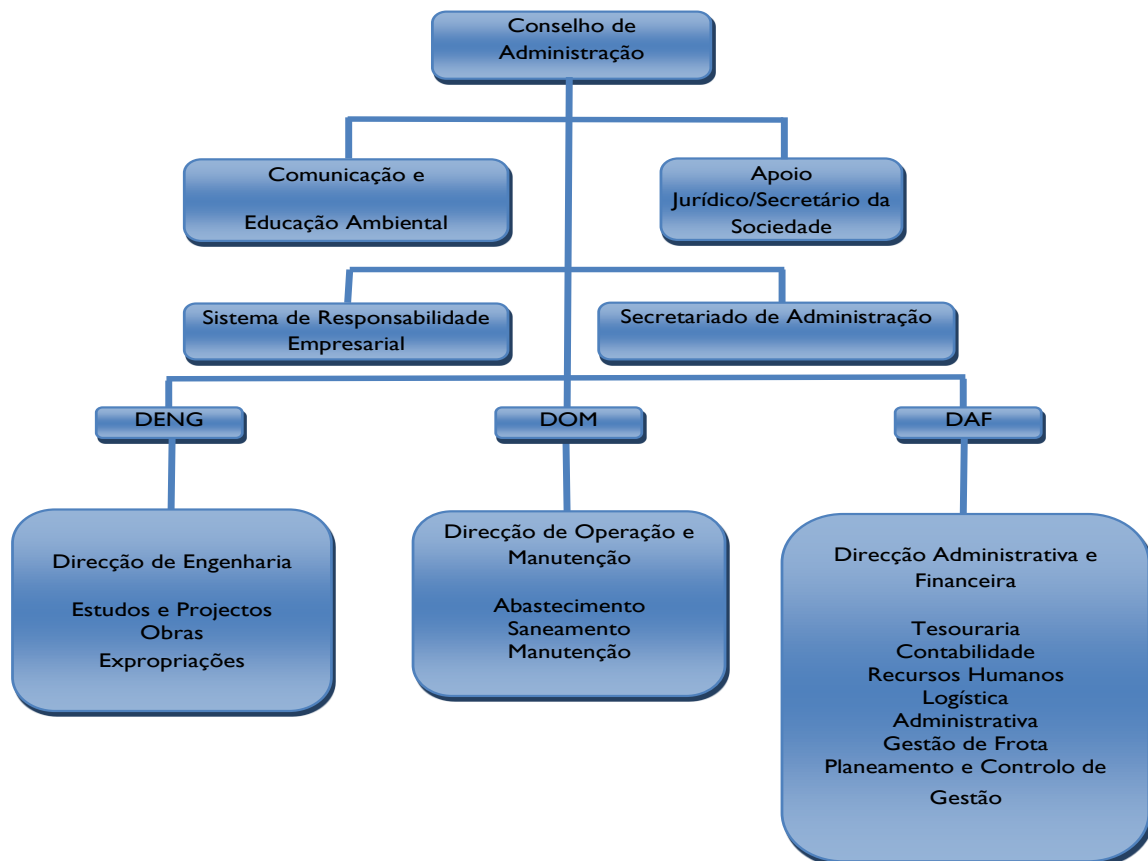 Conselho de
Administração
Comunicação e
Educação Ambiental
Apoio
Jurídico/Secretário da
Sociedade
Sistema de Responsabilidade
Empresarial
Secretariado de Administração
DENG
DOM
DAF
Direcção de Engenharia
Estudos e Projectos
Obras
Expropriações
Direcção de Operação e
Manutenção
Abastecimento
Saneamento
Manutenção
Direcção Administrativa e
Financeira
Tesouraria
Contabilidade
Recursos Humanos
Logística
Administrativa
Gestão de Frota
Planeamento e Controlo de
Gestão